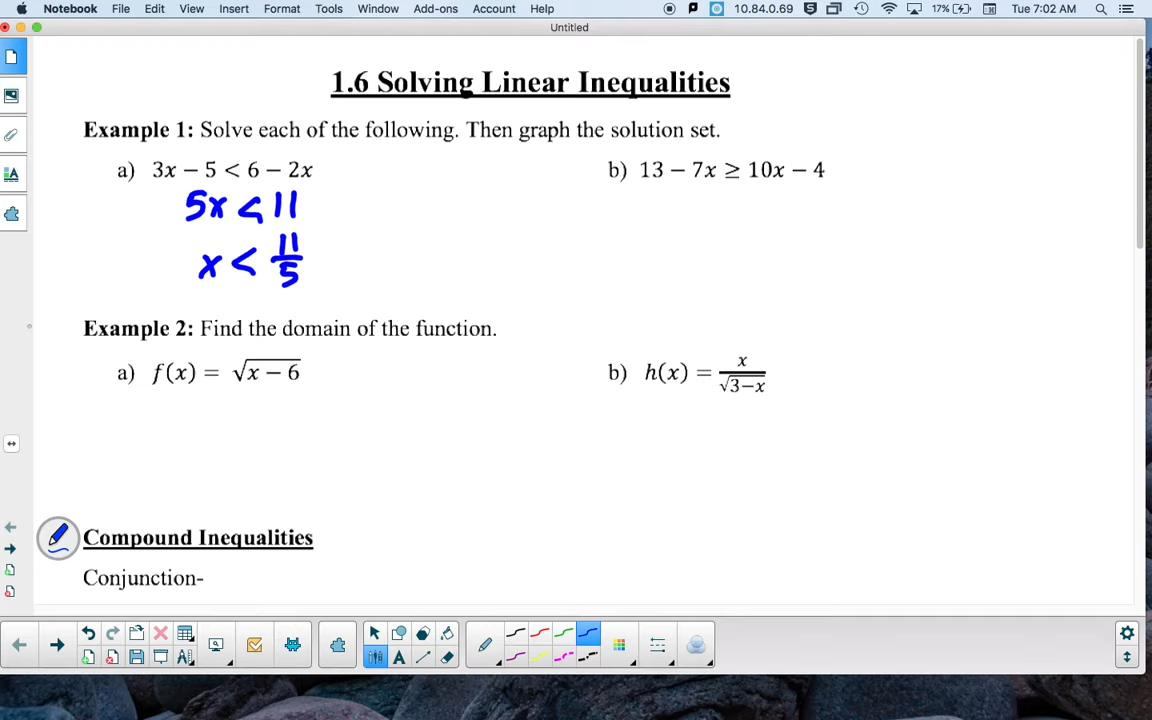 Notebook File Edit View Insert Format Tools Window Add-ons Account Help 10.84.0.69 17% Tue 7:02 AM
Untitled
1.6 Solving Linear Inequalities
Example 1: Solve each of the following. Then graph the solution set.
a) 3x − 5 < 6 − 2x b) 13 − 7x ≥ 10x − 4
5x < 11
x < 11/5
Example 2: Find the domain of the function.
a) f(x) = √(x − 6) b) h(x) = x/√(3−x)
Compound Inequalities
Conjunction-